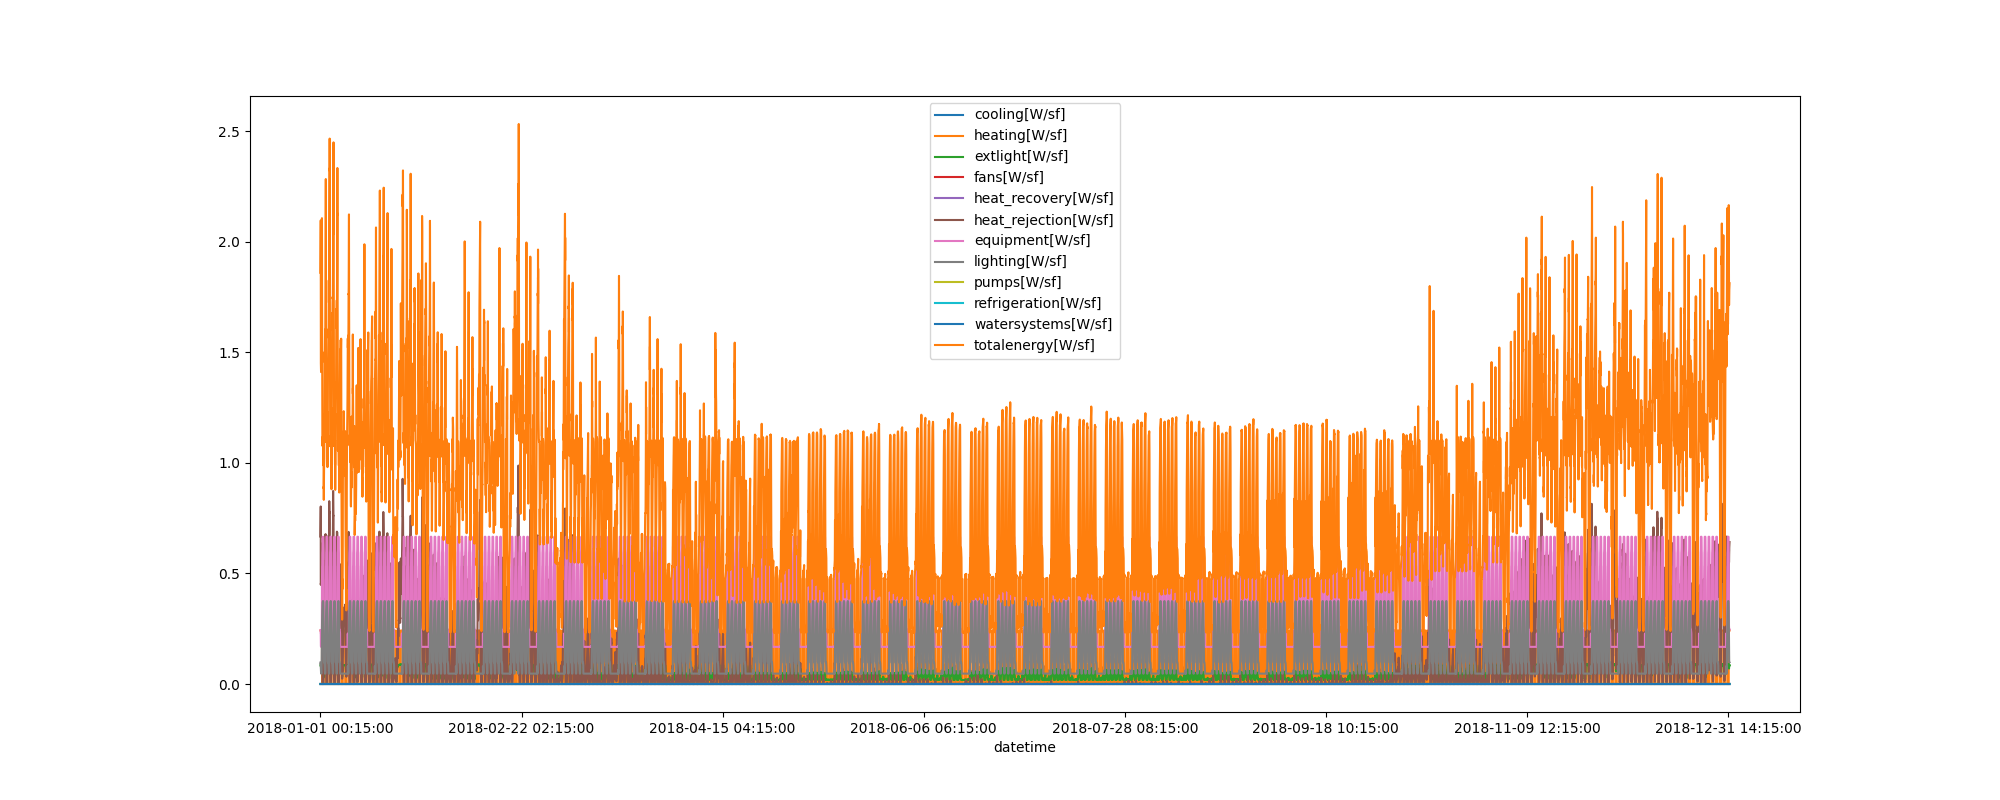 cooling[W/sf]
heating[W/sf]
extlight[W/sf]
fans[W/sf]
heat_recovery[W/sf]
heat_rejection[W/sf]
equipment[W/sf]
lighting[W/sf]
pumps[W/sf]
refrigeration[W/sf]
watersystems[W/sf]
totalenergy[W/sf]
2.5
2.0
1.5
1.0
0.5
0.0
2018-01-01 00:15:00 2018-02-22 02:15:00 2018-04-15 04:15:00 2018-06-06 06:15:00 2018-07-28 08:15:00 2018-09-18 10:15:00 2018-11-09 12:15:00 2018-12-31 14:15:00
datetime